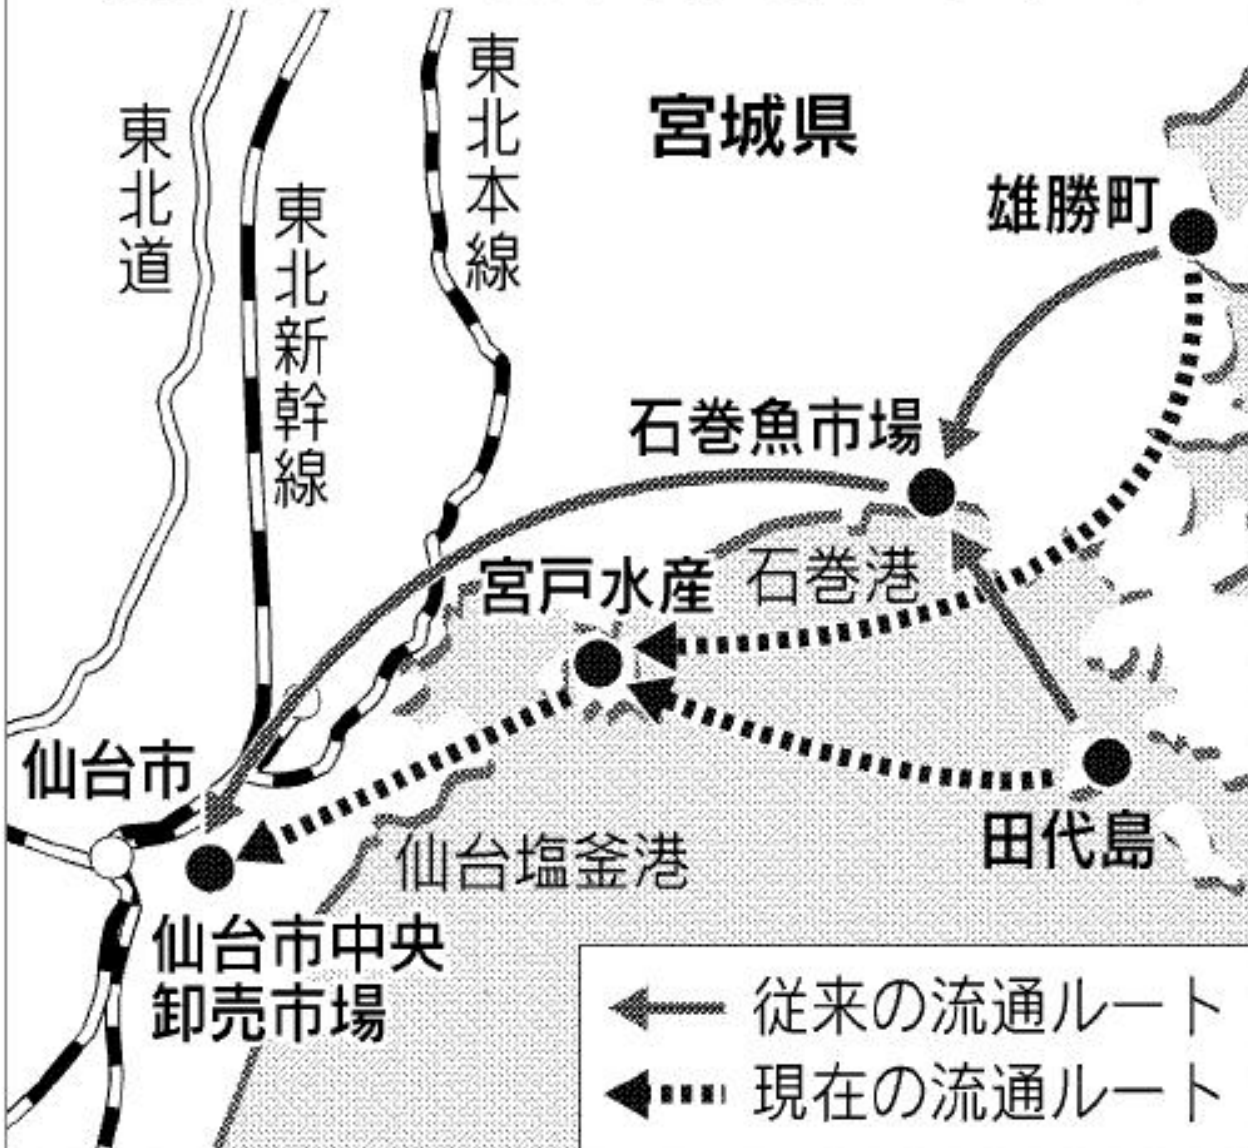 宮城県
東北道
東北新幹線
東北本線
雄勝町
石巻魚市場
石巻港
宮戸水産
仙台市
田代島
仙台塩釜港
仙台市中央
卸売市場
従来の流通ルート
現在の流通ルート